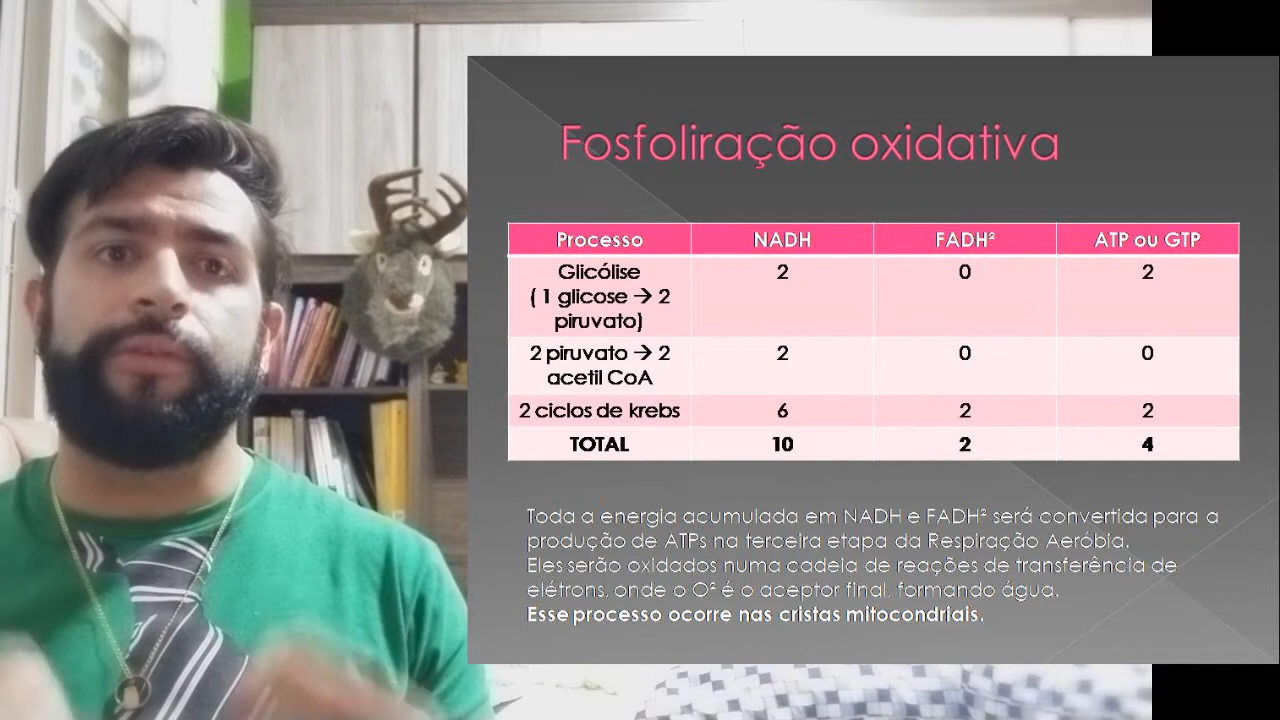 Fosfoliração oxidativa
Processo NADH FADH² ATP ou GTP
Glicólise 2 0 2
( 1 glicose → 2
piruvato)
2 piruvato → 2 2 0 0
acetil CoA
2 ciclos de krebs 6 2 2
TOTAL 10 2 4
Toda a energia acumulada em NADH e FADH² será convertida para a
produção de ATPs na terceira etapa da Respiração Aeróbia.
Eles serão oxidados numa cadeia de reações de transferência de
elétrons, onde o O² é o aceptor final, formando água.
Esse processo ocorre nas cristas mitocondriais.